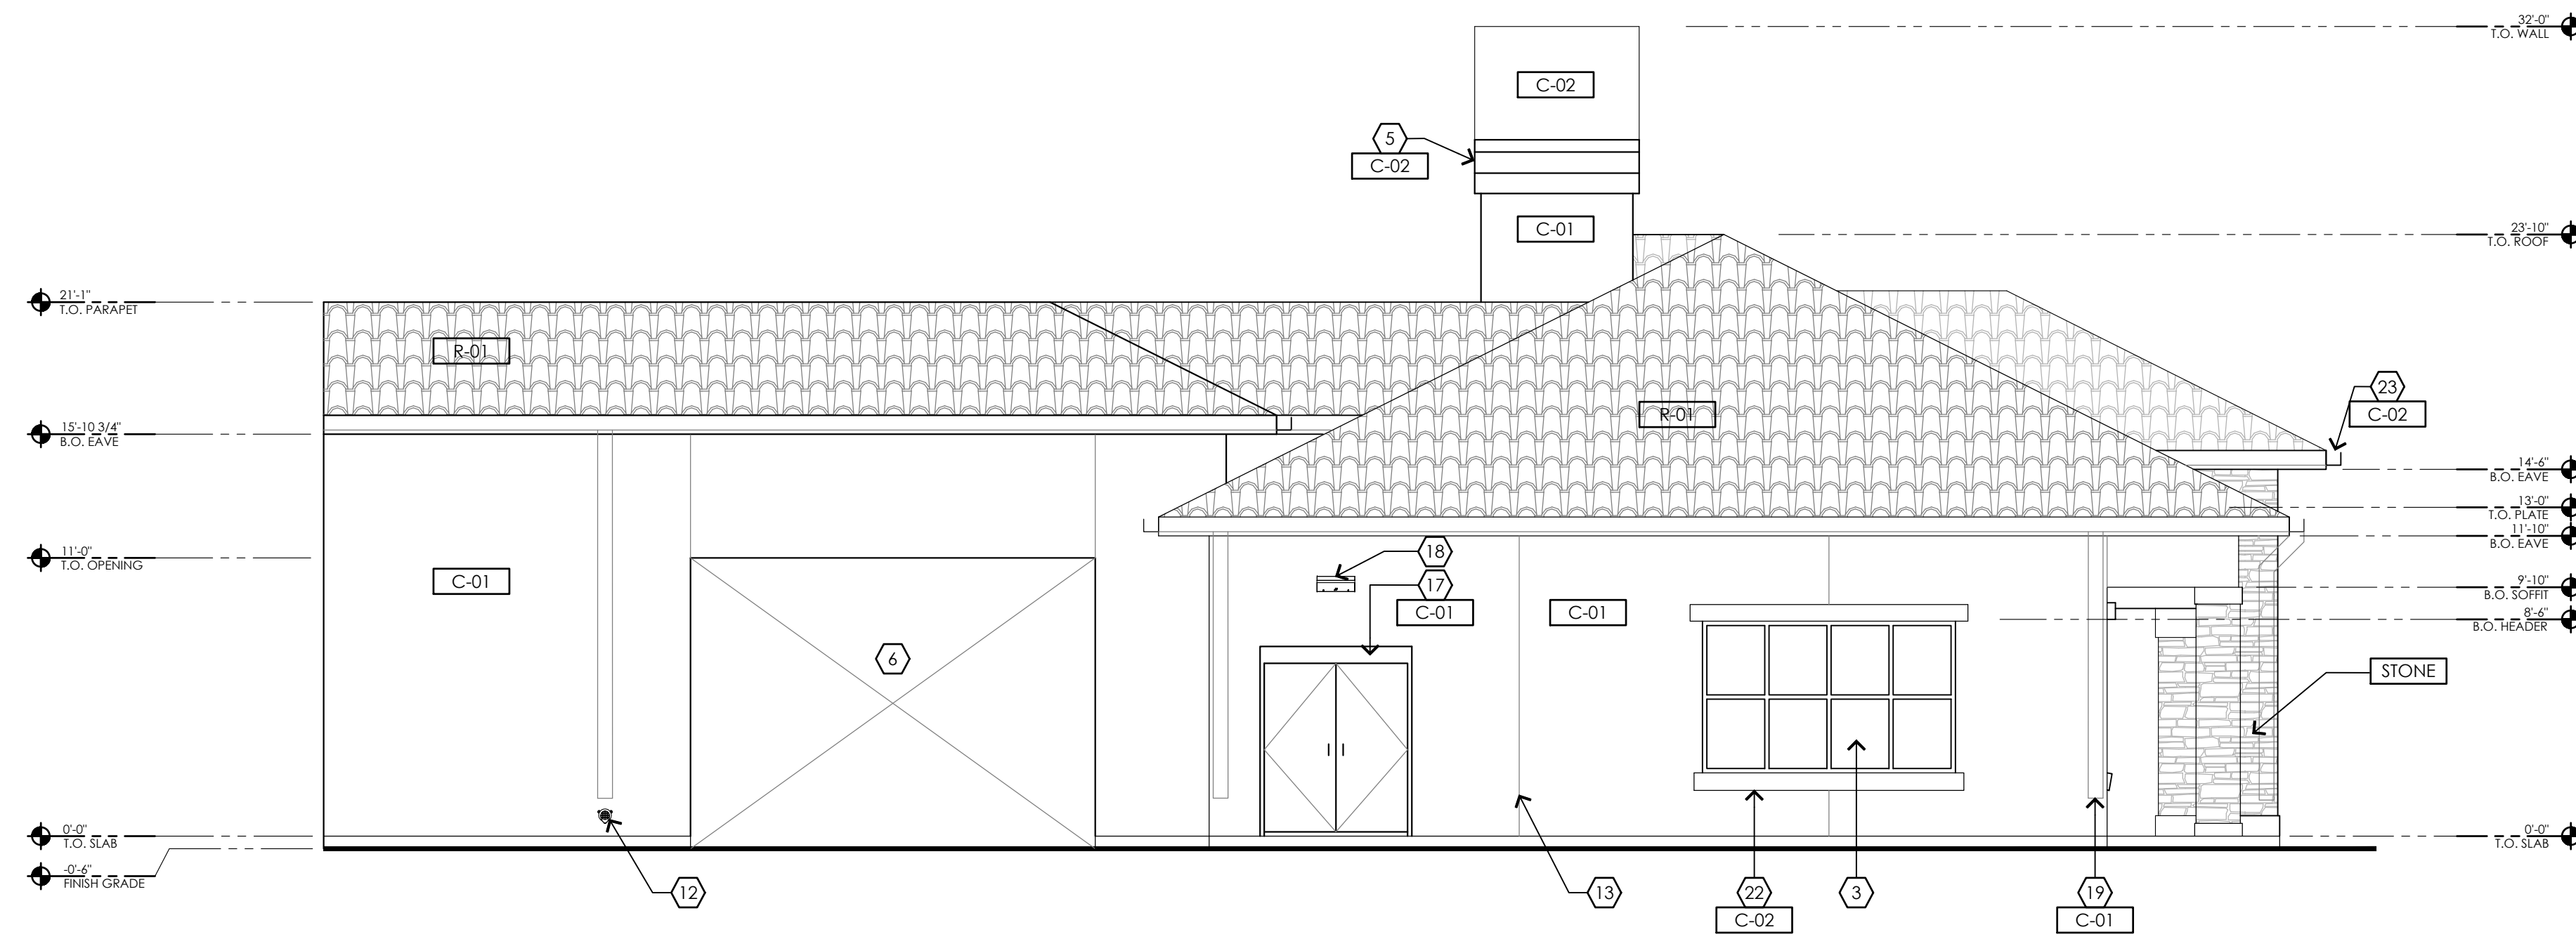 32'-0"
T.O. WALL
C-02
5
C-02
C-01
23'-10"
T.O. ROOF
21'-1"
T.O. PARAPET
R-01
23
C-02
R-01
15'-10 3/4"
B.O. EAVE
14'-6"
B.O. EAVE
13'-0"
T.O. PLATE
11'-10"
B.O. EAVE
11'-0"
T.O. OPENING
18
17
C-01
C-01
C-01
9'-10"
B.O. SOFFIT
8'-6"
B.O. HEADER
6
STONE
0'-0"
T.O. SLAB
0'-0"
T.O. SLAB
-0'-6"
FINISH GRADE
12
13
22
C-02
3
19
C-01